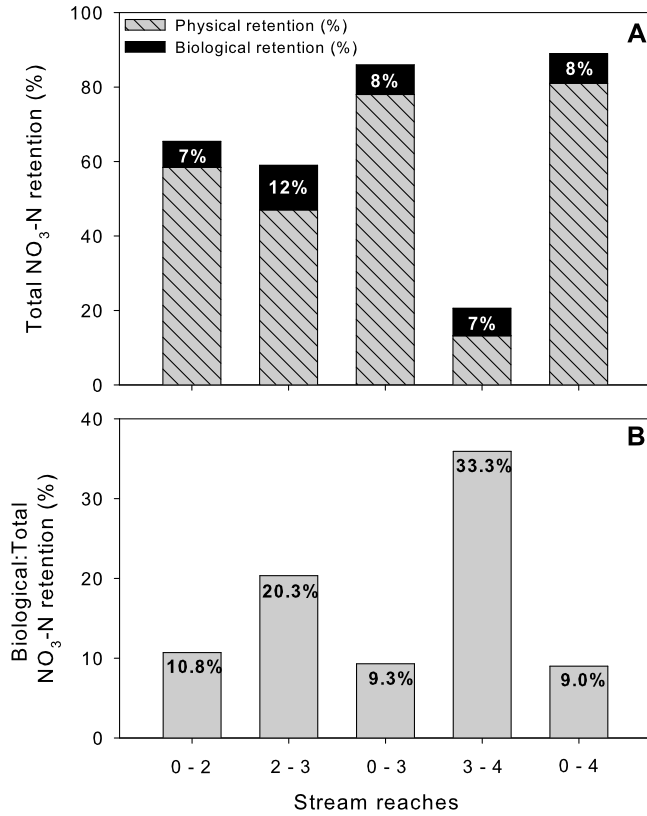 Physical retention (%)
Biological retention (%)
A
Total NO3-N retention (%)
100
80
60
40
20
0
7%
12%
8%
7%
8%
B
Biological:Total
NO3-N retention (%)
40
30
20
10
0
10.8%
20.3%
9.3%
33.3%
9.0%
0 - 2
2 - 3
0 - 3
3 - 4
0 - 4
Stream reaches